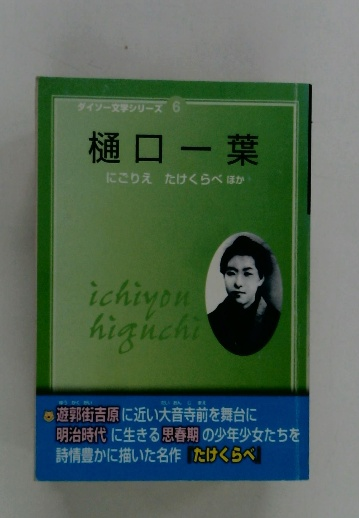 ダイソー文学シリーズ 6
樋口一葉
にごりえ たけくらべ ほか
ichiyou
higuchi
遊郭街吉原に近い大音寺前を舞台に
明治時代に生きる思春期の少年少女たちを
詩情豊かに描いた名作『たけくらべ』